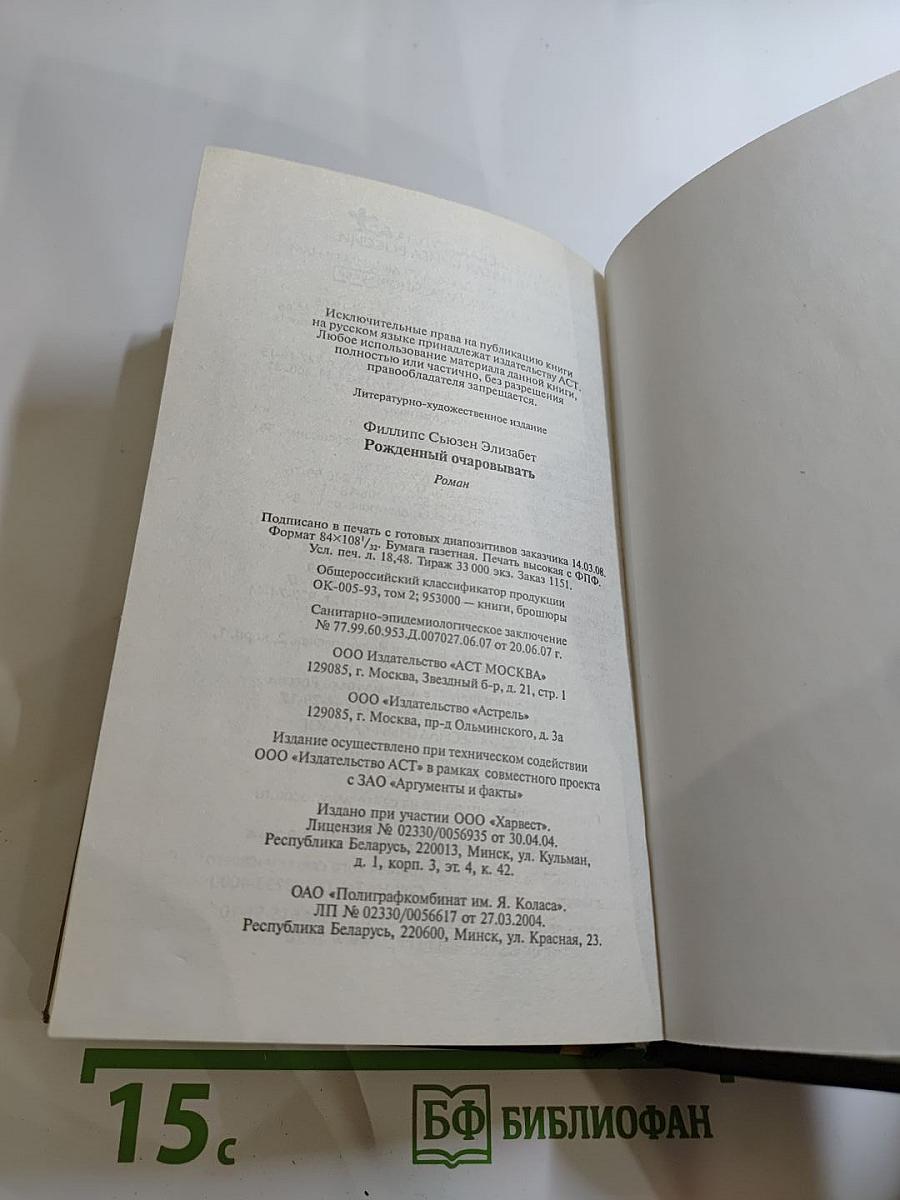 Исключительные права на публикацию книги
на русском языке принадлежат издательству АСТ.
Любое использование материала данной книги,
полностью или частично, без разрешения
правообладателя запрещается.
Литературно-художественное издание
Филлипс Сьюзен Элизабет
Рожденный очаровывать
Роман
Подписано в печать с готовых диапозитивов заказчика 14.03.08.
Формат 84×108¹/₃₂. Бумага газетная. Печать высокая с ФПФ.
Усл. печ. л. 18,48. Тираж 33 000 экз. Заказ 1151.
Общероссийский классификатор продукции
ОК-005-93, том 2; 953000 — книги, брошюры
Санитарно-эпидемиологическое заключение
№ 77.99.60.953.Д.007027.06.07 от 20.06.07 г.
ООО Издательство «АСТ МОСКВА»
129085, г. Москва, Звездный б-р, д. 21, стр. 1
ООО «Издательство «Астрель»
129085, г. Москва, пр-д Ольминского, д. 3а
Издание осуществлено при техническом содействии
ООО «Издательство АСТ» в рамках совместного проекта
с ЗАО «Аргументы и факты»
Издано при участии ООО «Харвест».
Лицензия № 02330/0056935 от 30.04.04.
Республика Беларусь, 220013, Минск, ул. Кульман,
д. 1, корп. 3, эт. 4, к. 42.
ОАО «Полиграфкомбинат им. Я. Коласа».
ЛП № 02330/0056617 от 27.03.2004.
Республика Беларусь, 220600, Минск, ул. Красная, 23.
15 с
БФ БИБЛИОФАН